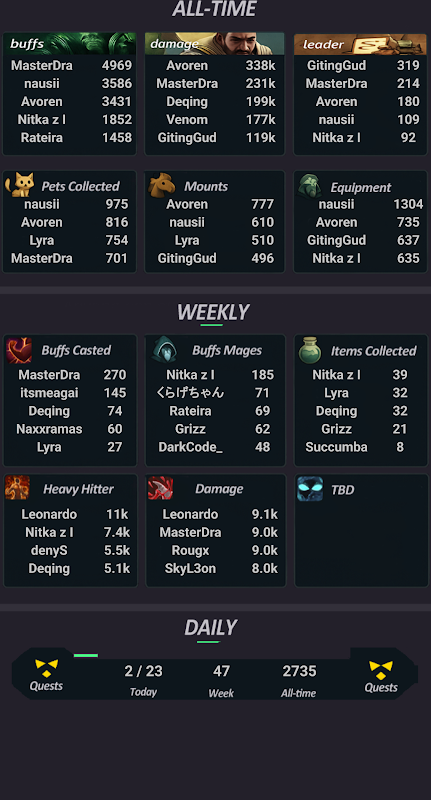 ALL-TIME
buffs
MasterDra 4969
nausii 3586
Avoren 3431
Nitka z l 1852
Rateira 1458
damage
Avoren 338k
MasterDra 231k
Deqing 199k
Venom 177k
GitingGud 119k
leader
GitingGud 319
MasterDra 214
Avoren 180
nausii 109
Nitka z l 92
Pets Collected
nausii 975
Avoren 816
Lyra 754
MasterDra 701
Mounts
Avoren 777
nausii 610
Lyra 510
GitingGud 496
Equipment
nausii 1304
Avoren 735
GitingGud 637
Nitka z l 635
WEEKLY
Buffs Casted
MasterDra 270
itsmeagai 145
Deqing 74
Naxxramas 60
Lyra 27
Buffs Mages
Nitka z l 185
くらげちゃん 71
Rateira 69
Grizz 62
DarkCode_ 48
Items Collected
Nitka z l 39
Lyra 32
Deqing 32
Grizz 21
Succumba 8
Heavy Hitter
Leonardo 11k
Nitka z l 7.4k
denyS 5.5k
Deqing 5.1k
Damage
Leonardo 9.1k
MasterDra 9.0k
Rougx 9.0k
SkyL3on 8.0k
TBD
DAILY
Quests
2 / 23
Today
47
Week
2735
All-time
Quests